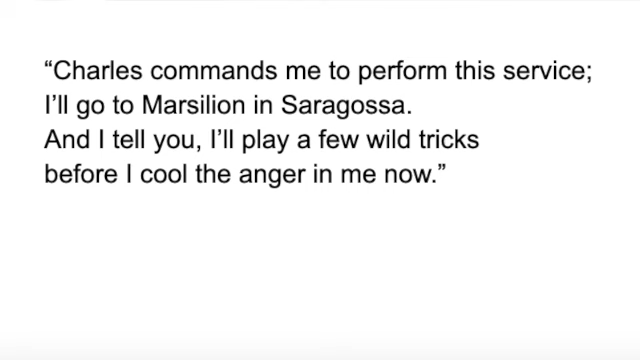 “Charles commands me to perform this service;
I’ll go to Marsilion in Saragossa.
And I tell you, I’ll play a few wild tricks
before I cool the anger in me now.”